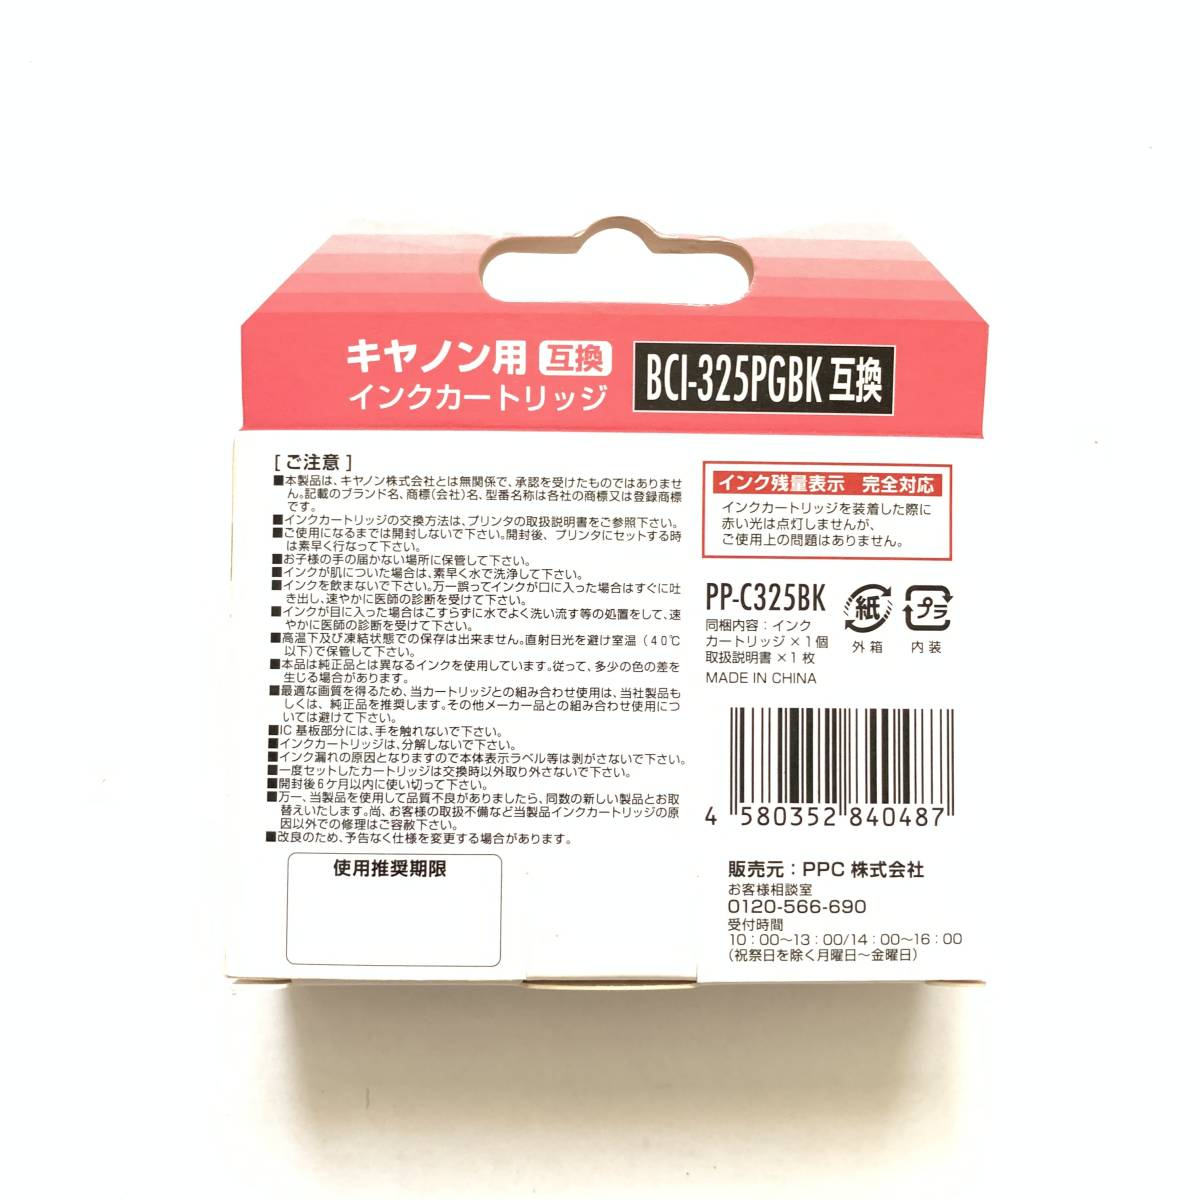 キヤノン用 互換
インクカートリッジ
BCI-325PGBK 互換
[ ご注意 ]
■本製品は、キヤノン株式会社とは無関係で、承認を受けたものではありませ
ん。記載のブランド名、商標(会社)名、型番名称は各社の商標又は登録商標
です。
■インクカートリッジの交換方法は、プリンタの取扱説明書をご参照下さい。
■ご使用になるまでは開封しないで下さい。開封後、プリンタにセットする時
は素早く行なって下さい。
■お子様の手の届かない場所に保管して下さい。
■インクが肌についた場合は、素早く水で洗浄して下さい。
■インクを飲まないで下さい。万一誤ってインクが口に入った場合はすぐに吐
き出し、速やかに医師の診断を受けて下さい。
■インクが目に入った場合はこすらずに水でよく洗い流す等の処置をして、速
やかに医師の診断を受けて下さい。
■高温下及び凍結状態での保存は出来ません。直射日光を避け室温（40℃
以下）で保管して下さい。
■本品は純正品とは異なるインクを使用しています。従って、多少の色の差を
生じる場合があります。
■最適な画質を得るため、当カートリッジとの組み合わせ使用は、当社製品も
しくは、純正品を推奨します。その他メーカー品との組み合わせ使用につ
いては避けて下さい。
■IC基板部分には、手を触れないで下さい。
■インクカートリッジは、分解しないで下さい。
■インク漏れの原因となりますので本体表示ラベル等は剥がさないで下さい。
■一度セットしたカートリッジは交換時以外取り外さないで下さい。
■開封後6ケ月以内に使い切って下さい。
■万一、当製品を使用して品質不良がありましたら、同数の新しい製品とお取
替えいたします。尚、お客様の取扱不備など当製品インクカートリッジの原
因以外での修理はご容赦下さい。
■改良のため、予告なく仕様を変更する場合があります。
使用推奨期限
インク残量表示 完全対応
インクカートリッジを装着した際に
赤い光は点灯しませんが、
ご使用上の問題はありません。
PP-C325BK
同梱内容：インク
カートリッジ×1個
取扱説明書×1枚
MADE IN CHINA
紙
外箱
プラ
内装
4 580352 840487
販売元：PPC 株式会社
お客様相談室
0120-566-690
受付時間
10：00〜13：00/14：00〜16：00
(祝祭日を除く月曜日〜金曜日)